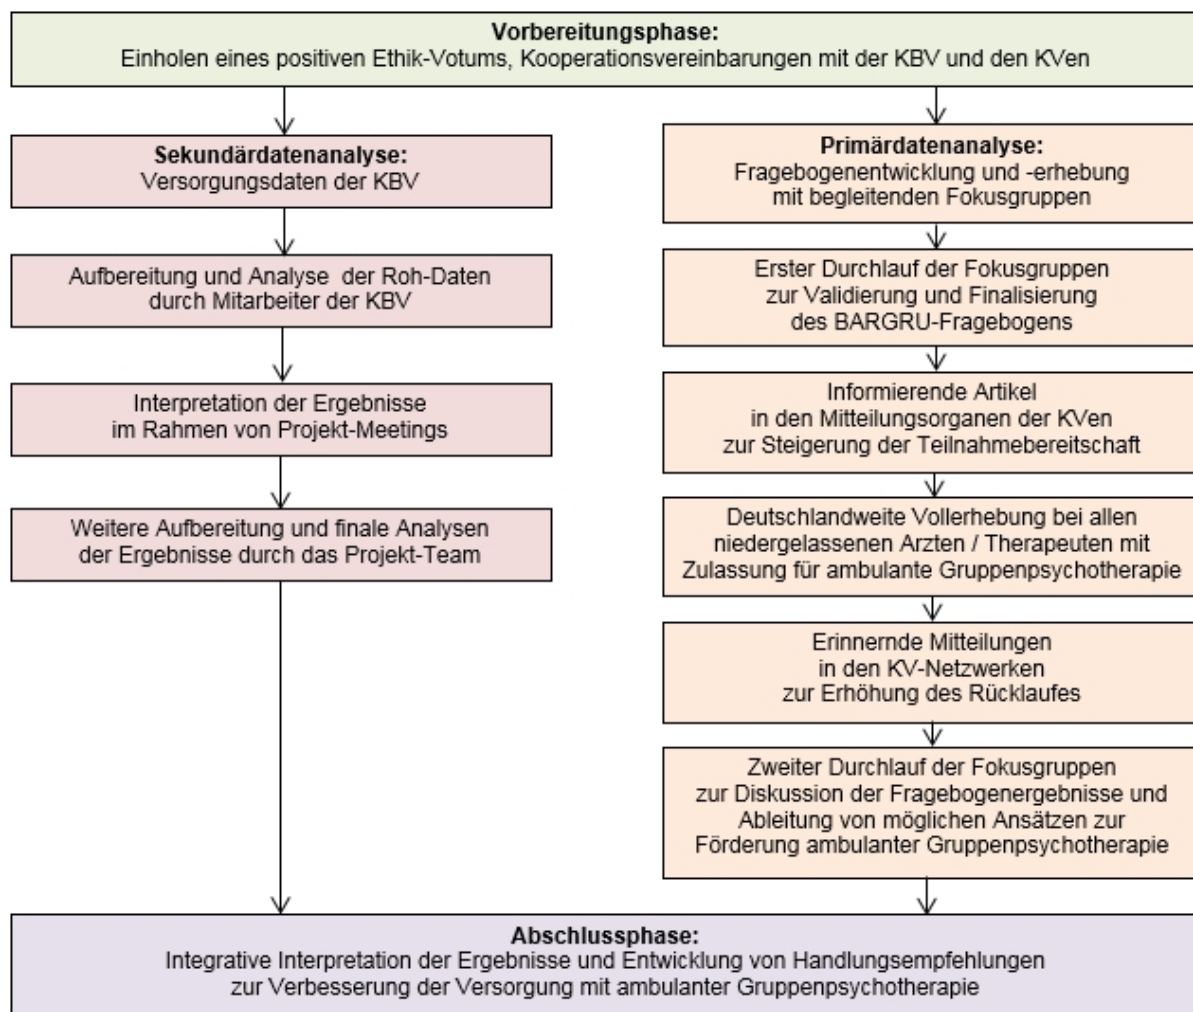 Vorbereitungsphase:
Einholen eines positiven Ethik-Votums, Kooperationsvereinbarungen mit der KBV und den KVen
Sekundärdatenanalyse:
Versorgungsdaten der KBV
Aufbereitung und Analyse der Roh-Daten
durch Mitarbeiter der KBV
Interpretation der Ergebnisse
im Rahmen von Projekt-Meetings
Weitere Aufbereitung und finale Analysen
der Ergebnisse durch das Projekt-Team
Primärdatenanalyse:
Fragebogenentwicklung und -erhebung
mit begleitenden Fokusgruppen
Erster Durchlauf der Fokusgruppen
zur Validierung und Finalisierung
des BARGRU-Fragebogens
Informierende Artikel
in den Mitteilungsorganen der KVen
zur Steigerung der Teilnahmebereitschaft
Deutschlandweite Vollerhebung bei allen
niedergelassenen Arzten / Therapeuten mit
Zulassung für ambulante Gruppenpsychotherapie
Erinnernde Mitteilungen
in den KV-Netzwerken
zur Erhöhung des Rücklaufes
Zweiter Durchlauf der Fokusgruppen
zur Diskussion der Fragebogenergebnisse und
Ableitung von möglichen Ansätzen zur
Förderung ambulanter Gruppenpsychotherapie
Abschlussphase:
Integrative Interpretation der Ergebnisse und Entwicklung von Handlungsempfehlungen
zur Verbesserung der Versorgung mit ambulanter Gruppenpsychotherapie